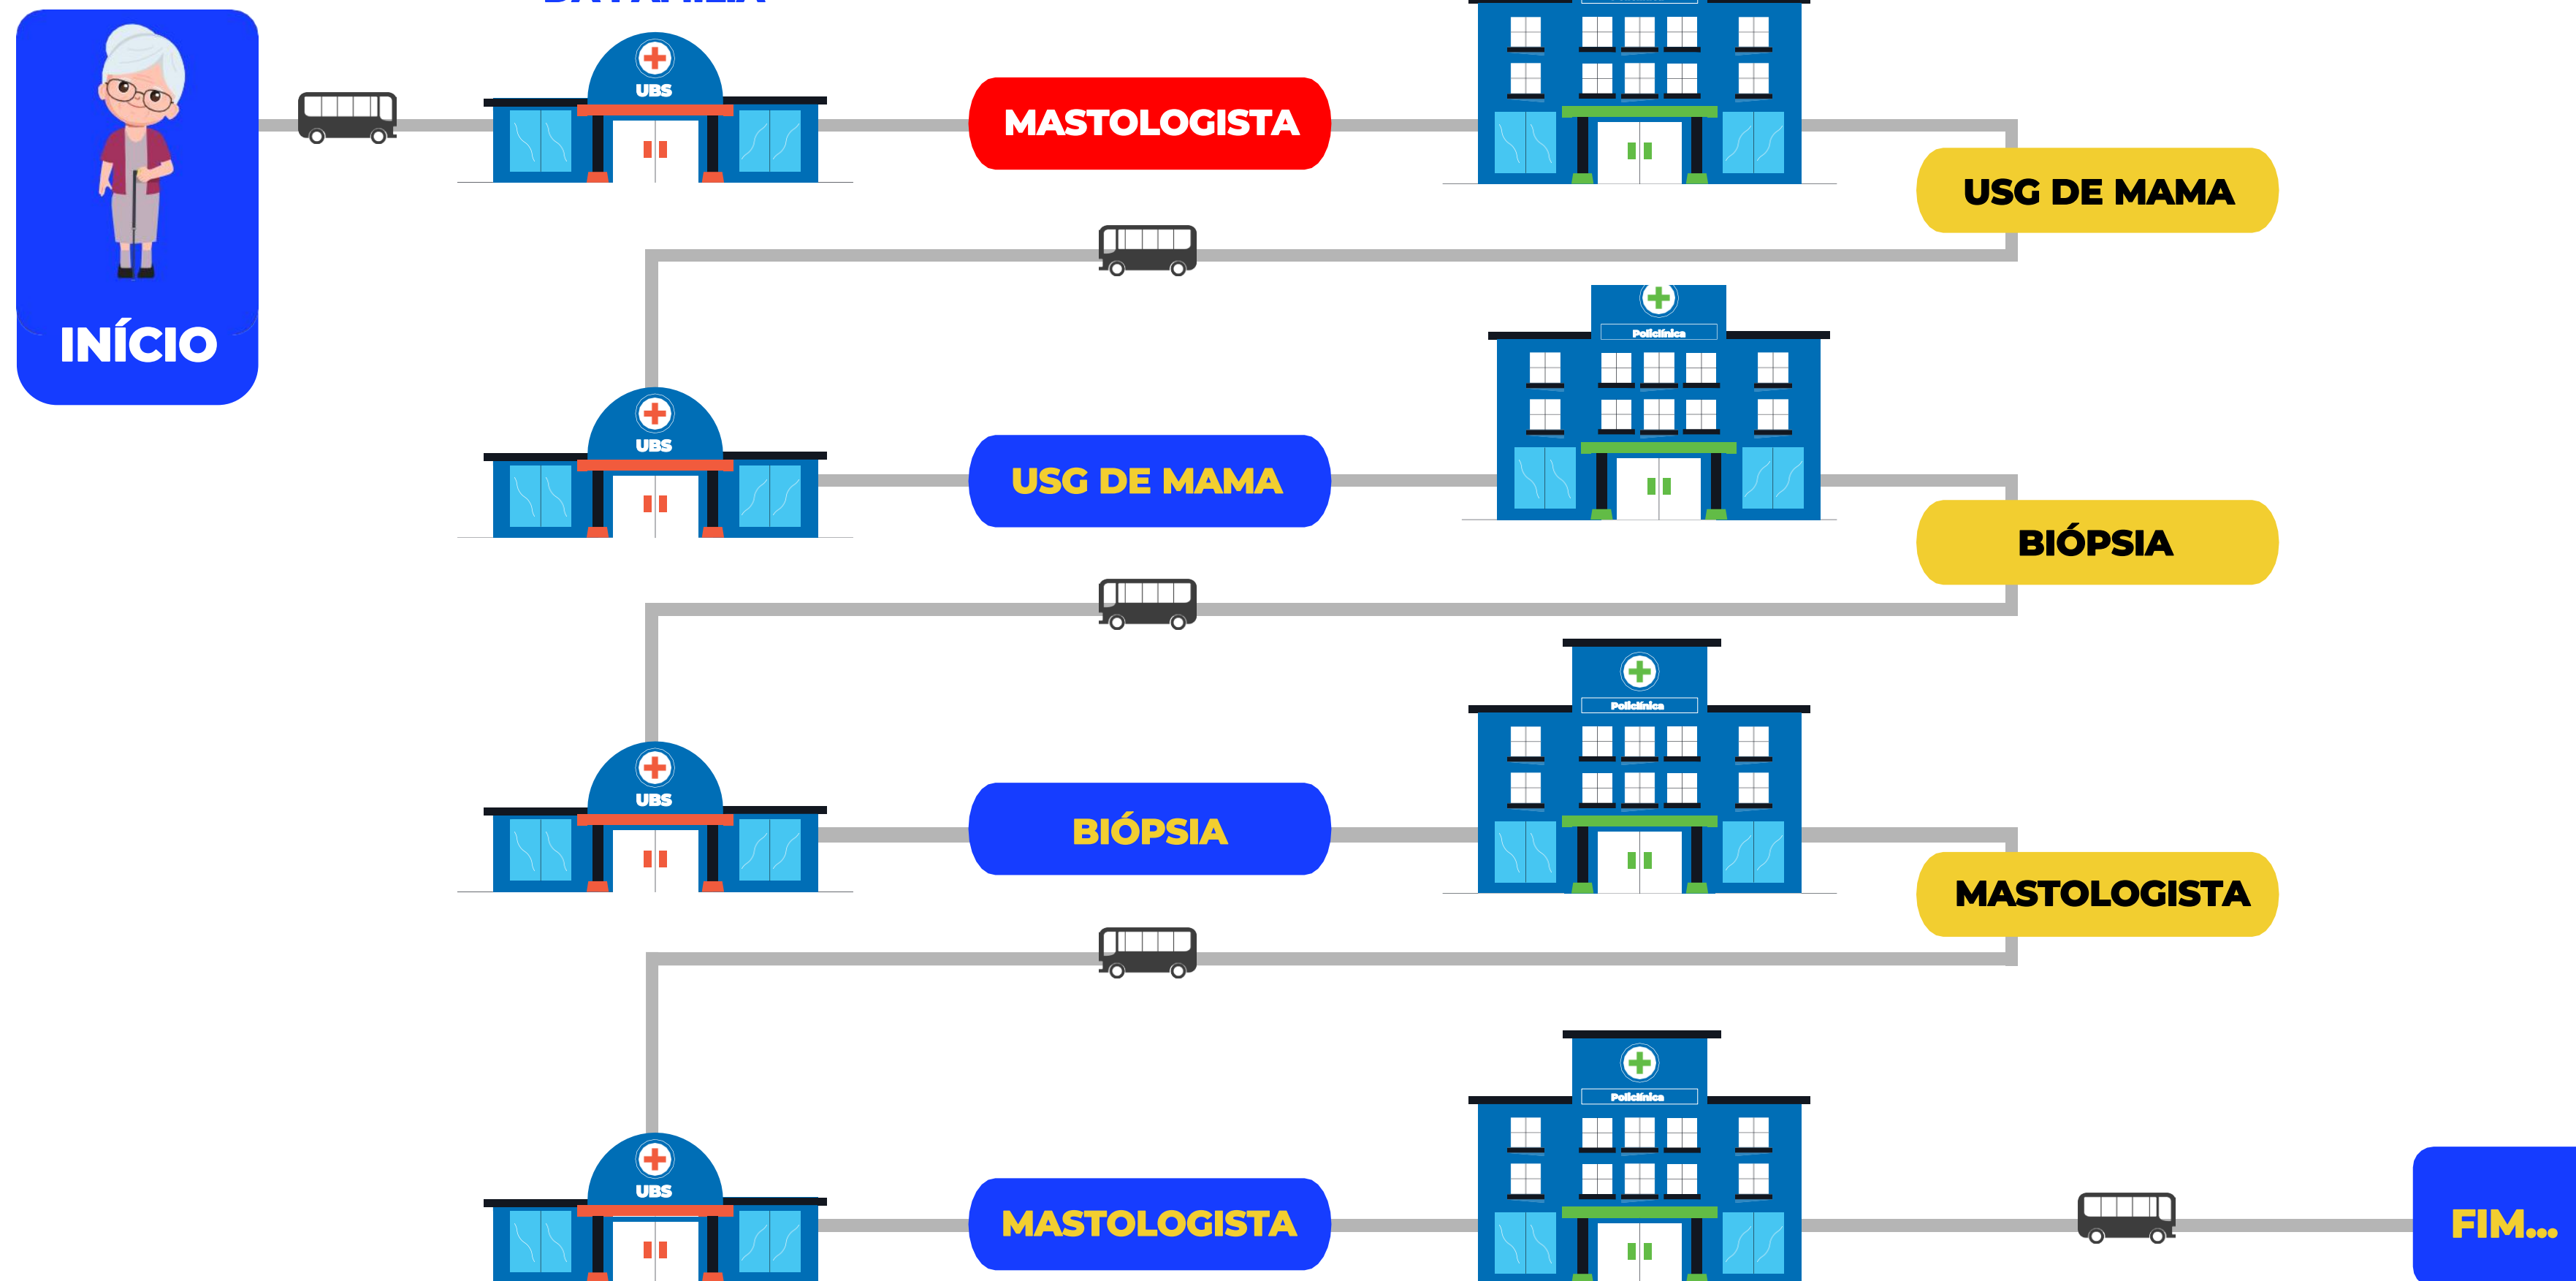 UBS
MASTOLOGISTA
USG DE MAMA
INÍCIO
Policlínica
UBS
USG DE MAMA
BIÓPSIA
Policlínica
UBS
BIÓPSIA
MASTOLOGISTA
Policlínica
UBS
MASTOLOGISTA
FIM...